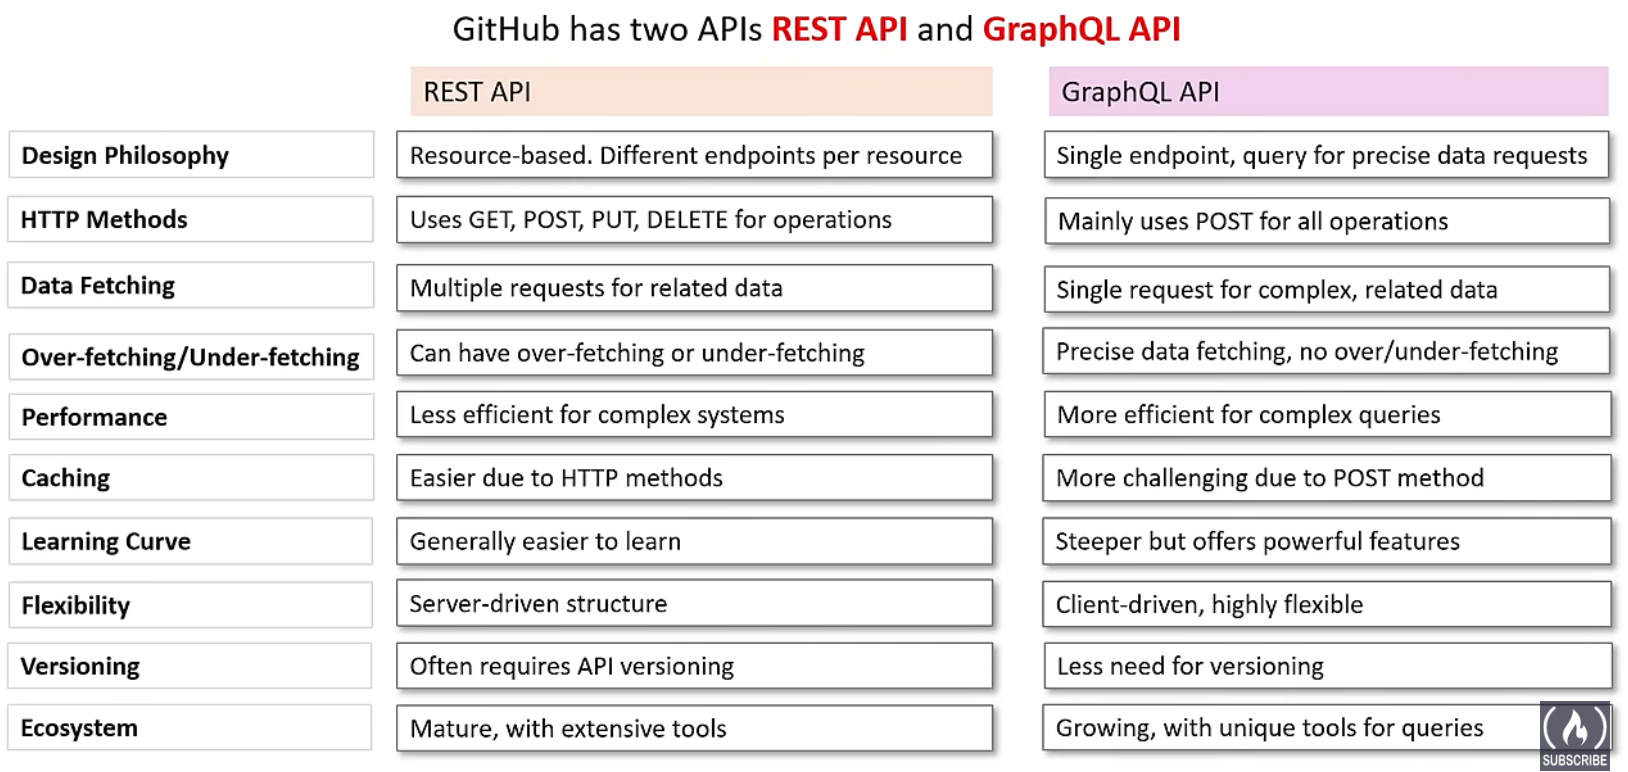 GitHub has two APIs REST API and GraphQL API
REST API
GraphQL API
Design Philosophy
Resource-based. Different endpoints per resource
Single endpoint, query for precise data requests
HTTP Methods
Uses GET, POST, PUT, DELETE for operations
Mainly uses POST for all operations
Data Fetching
Multiple requests for related data
Single request for complex, related data
Over-fetching/Under-fetching
Can have over-fetching or under-fetching
Precise data fetching, no over/under-fetching
Performance
Less efficient for complex systems
More efficient for complex queries
Caching
Easier due to HTTP methods
More challenging due to POST method
Learning Curve
Generally easier to learn
Steeper but offers powerful features
Flexibility
Server-driven structure
Client-driven, highly flexible
Versioning
Often requires API versioning
Less need for versioning
Ecosystem
Mature, with extensive tools
Growing, with unique tools for queries
SUBSCRIBE